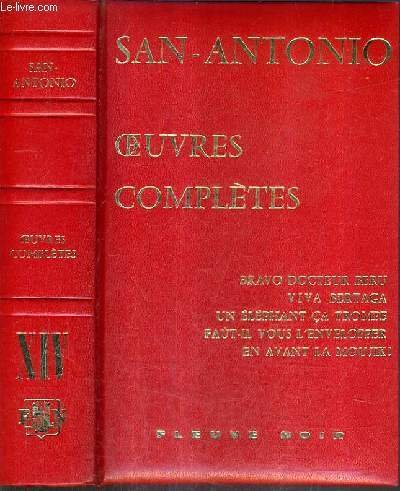 Le-livre.com
SAN-
ANTONIO
ŒUVRES
COMPLÈTES
XIV
SAN-ANTONIO
ŒUVRES
COMPLÈTES
BRAVO DOCTEUR BERU
VIVA BERTAGA
UN ÉLÉPHANT ÇA TROMPE
FAUT-IL VOUS L'ENVELOPPER
EN AVANT LA MOUJIK!
FLEUVE NOIR